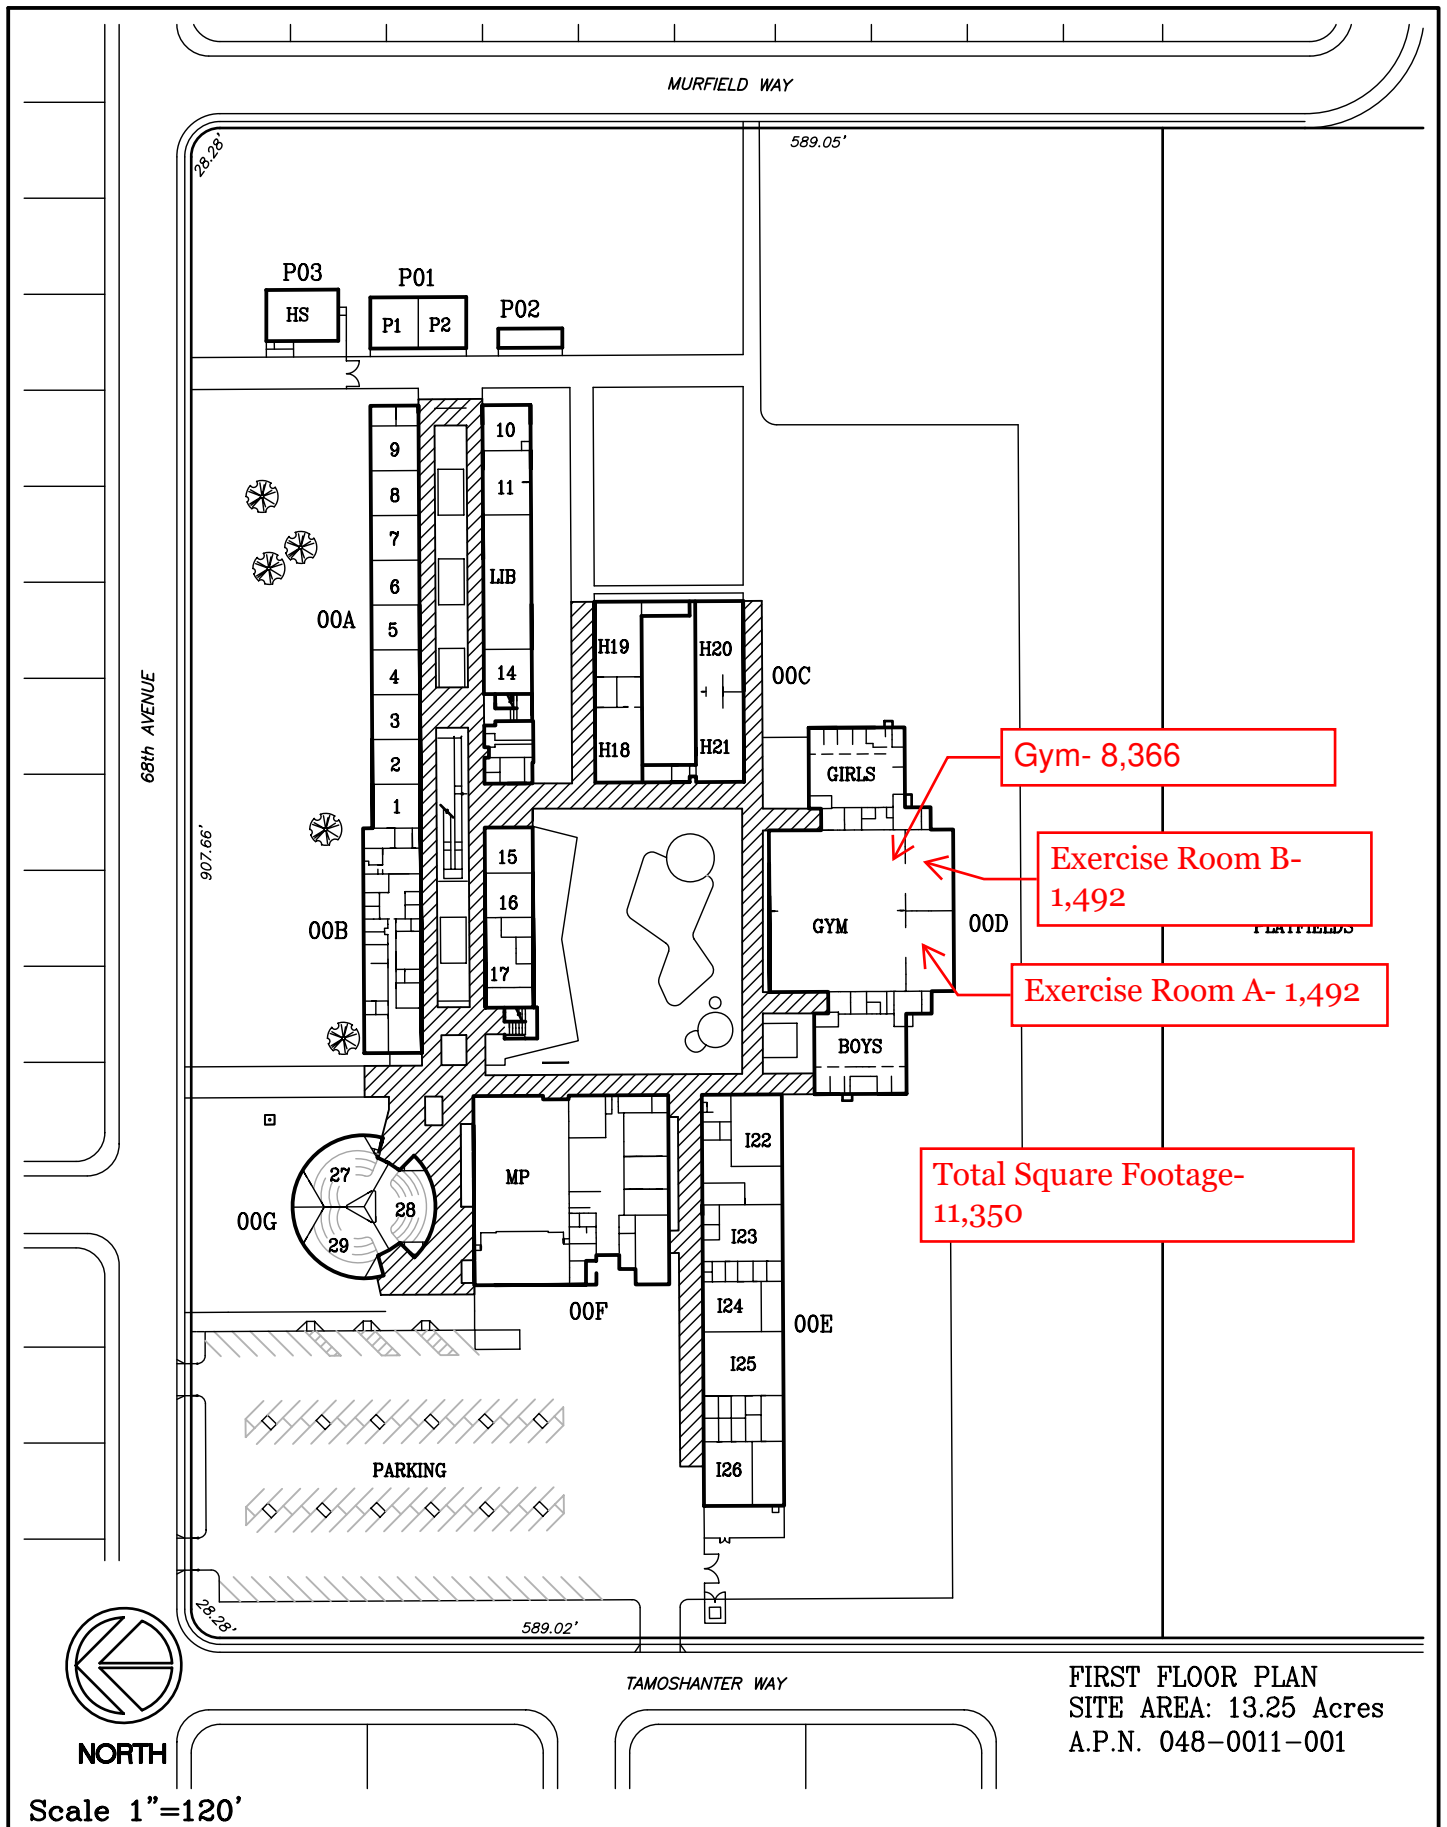 MURFIELD WAY
589.05'
28.28'
P03
P01
P02
HS
P1
P2
9
10
8
11
7
6
LIB
5
00A
4
14
3
2
1
H19
H20
00C
H18
H21
68th AVENUE
907.66'
GIRLS
Gym- 8,366
Exercise Room B-
1,492
15
16
17
00B
GYM
00D
PLAYFIELDS
Exercise Room A- 1,492
BOYS
I22
Total Square Footage-
11,350
MP
27
28
29
00G
I23
I24
00F
00E
I25
I26
PARKING
28.28'
589.02'
TAMOSHANTER WAY
NORTH
FIRST FLOOR PLAN
SITE AREA: 13.25 Acres
A.P.N. 048-0011-001
Scale 1"=120'